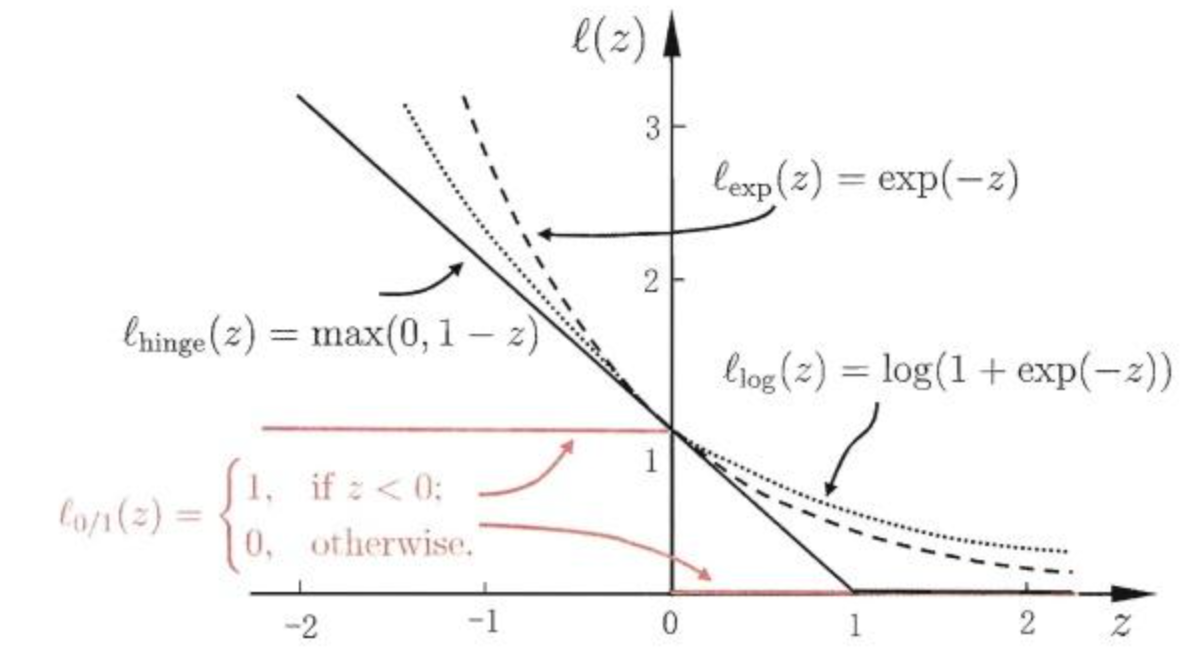 ℓ(z)
3
ℓ_exp(z) = exp(−z)
2
ℓ_hinge(z) = max(0, 1 − z)
ℓ_log(z) = log(1 + exp(−z))
1
ℓ_0/1(z) = { 1, if z < 0;
0, otherwise.
−2 −1 0 1 2 z